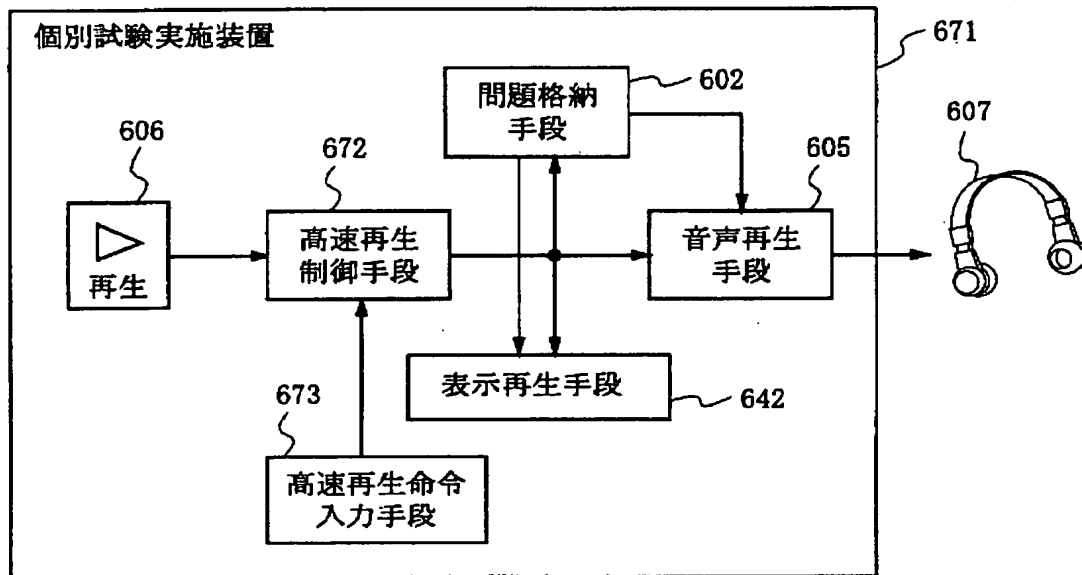 個別試験実施装置
671
606
再生
672
高速再生
制御手段
問題格納
手段
602
605
音声再生
手段
607
表示再生手段
642
673
高速再生命令
入力手段